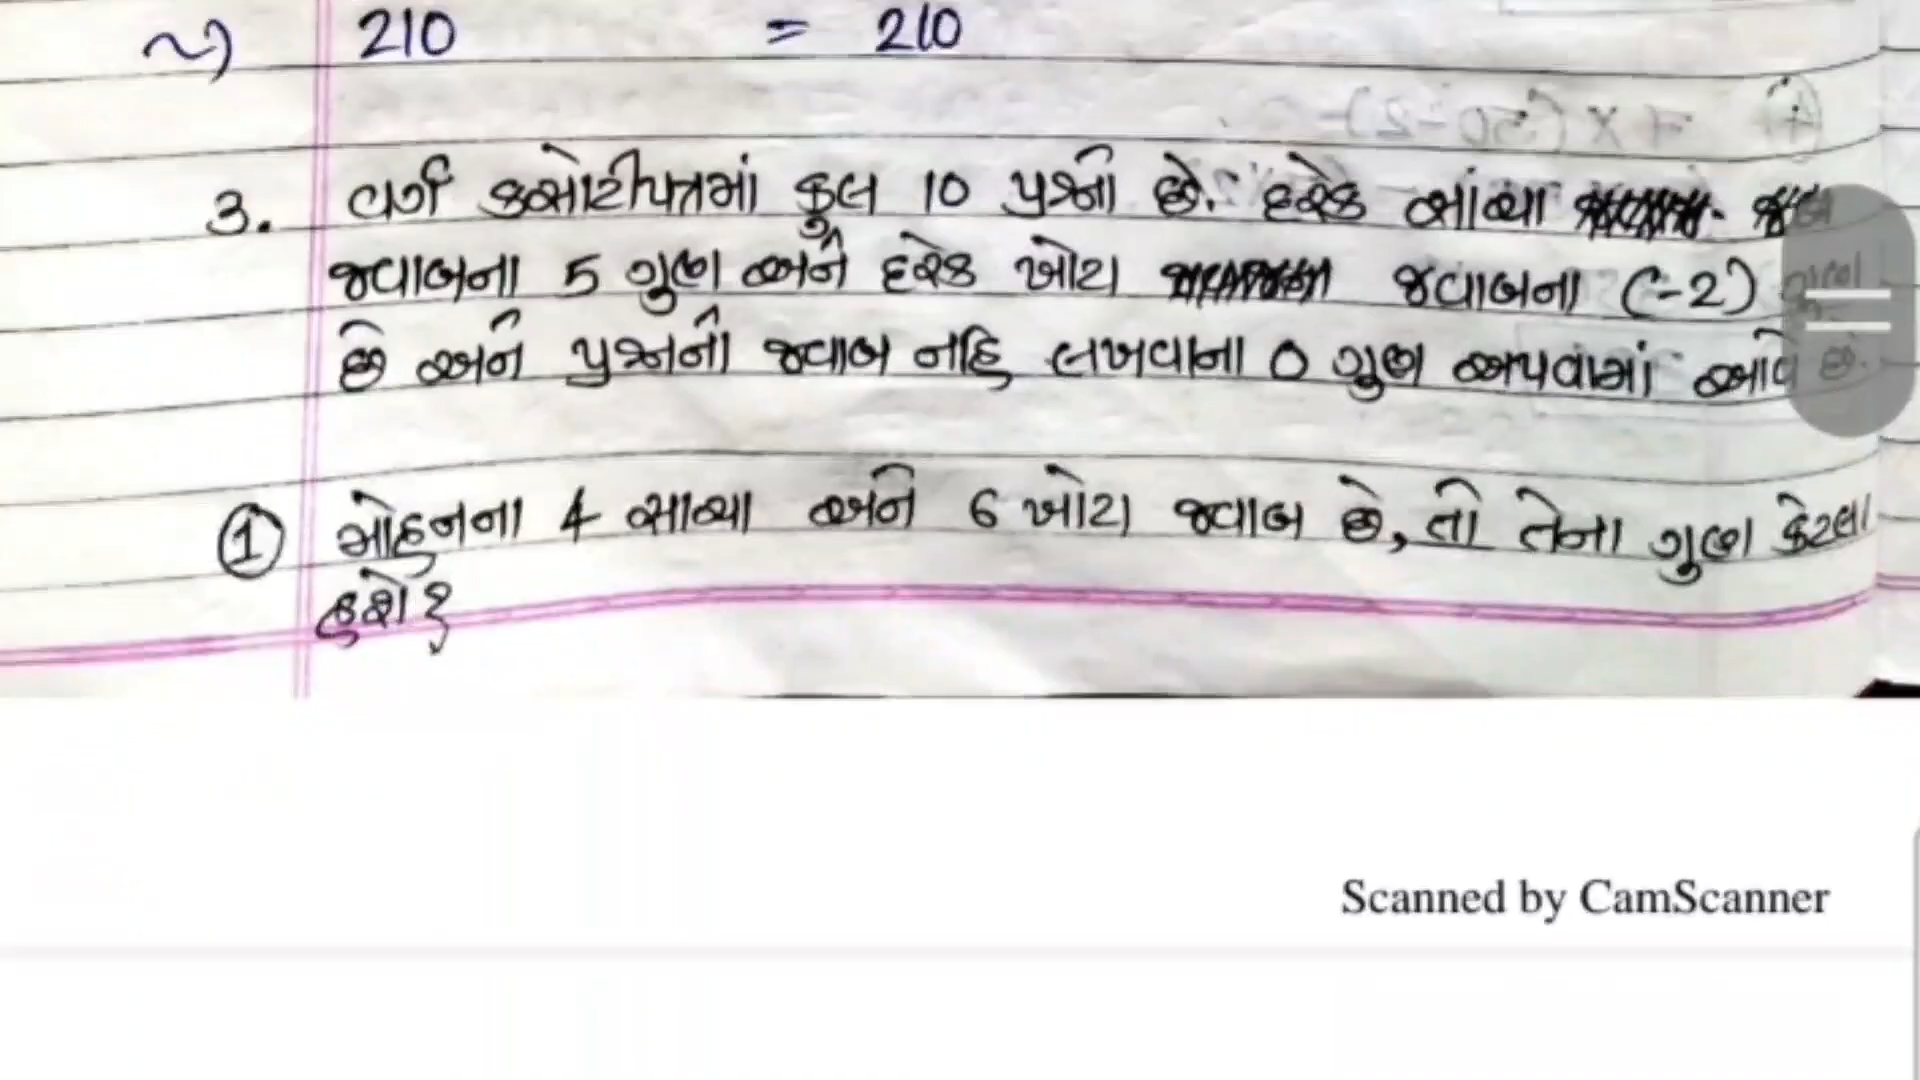 ~) 210 = 210
3. વર્ગ કસોટીપત્રમાં કુલ 10 પ્રશ્નો છે. દરેક સાચા
જવાબના 5 ગુણ અને દરેક ખોટા જવાબના (-2) ગુણ
છે અને પ્રશ્નનો જવાબ નહિ લખવાના 0 ગુણ આપવામાં આવે છે.
① મોહનના 4 સાચા અને 6 ખોટા જવાબ છે, તો તેના ગુણ કેટલા
હશે?
Scanned by CamScanner